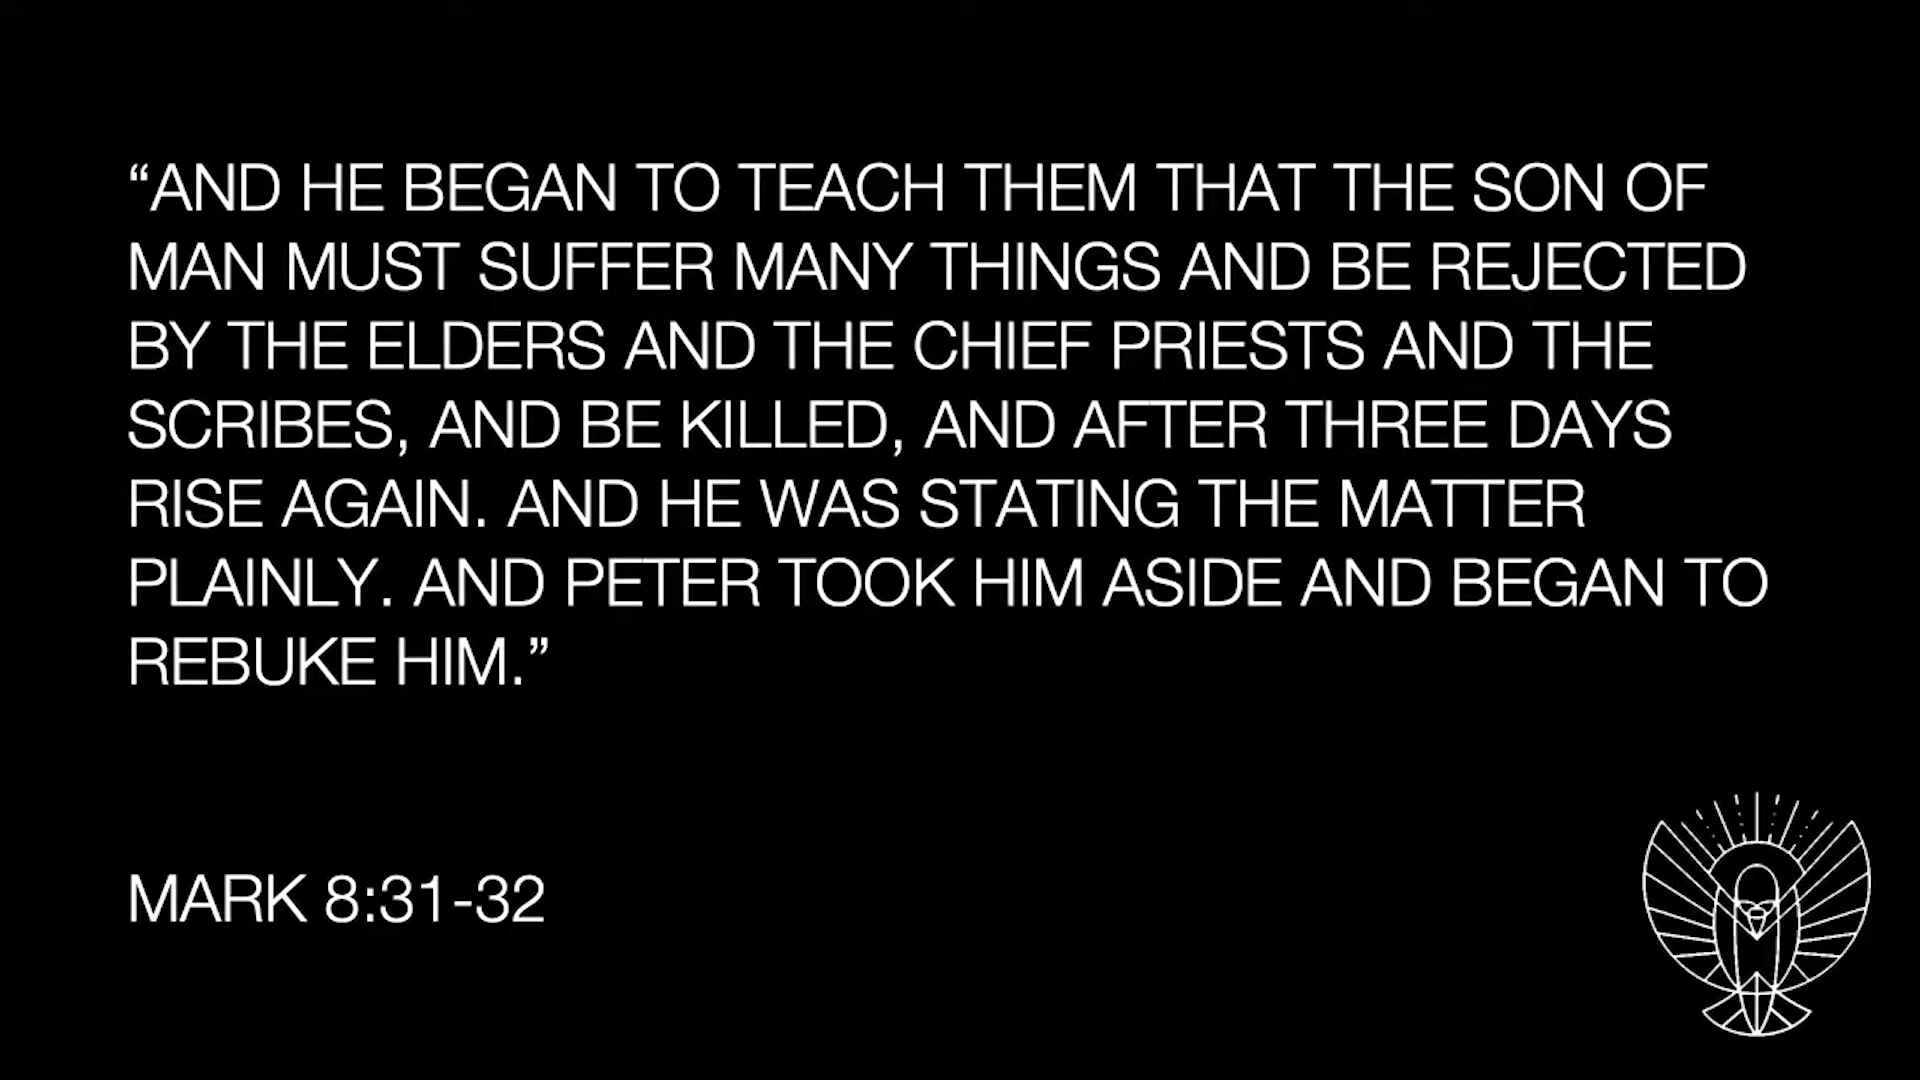 “AND HE BEGAN TO TEACH THEM THAT THE SON OF
MAN MUST SUFFER MANY THINGS AND BE REJECTED
BY THE ELDERS AND THE CHIEF PRIESTS AND THE
SCRIBES, AND BE KILLED, AND AFTER THREE DAYS
RISE AGAIN. AND HE WAS STATING THE MATTER
PLAINLY. AND PETER TOOK HIM ASIDE AND BEGAN TO
REBUKE HIM.”
MARK 8:31-32